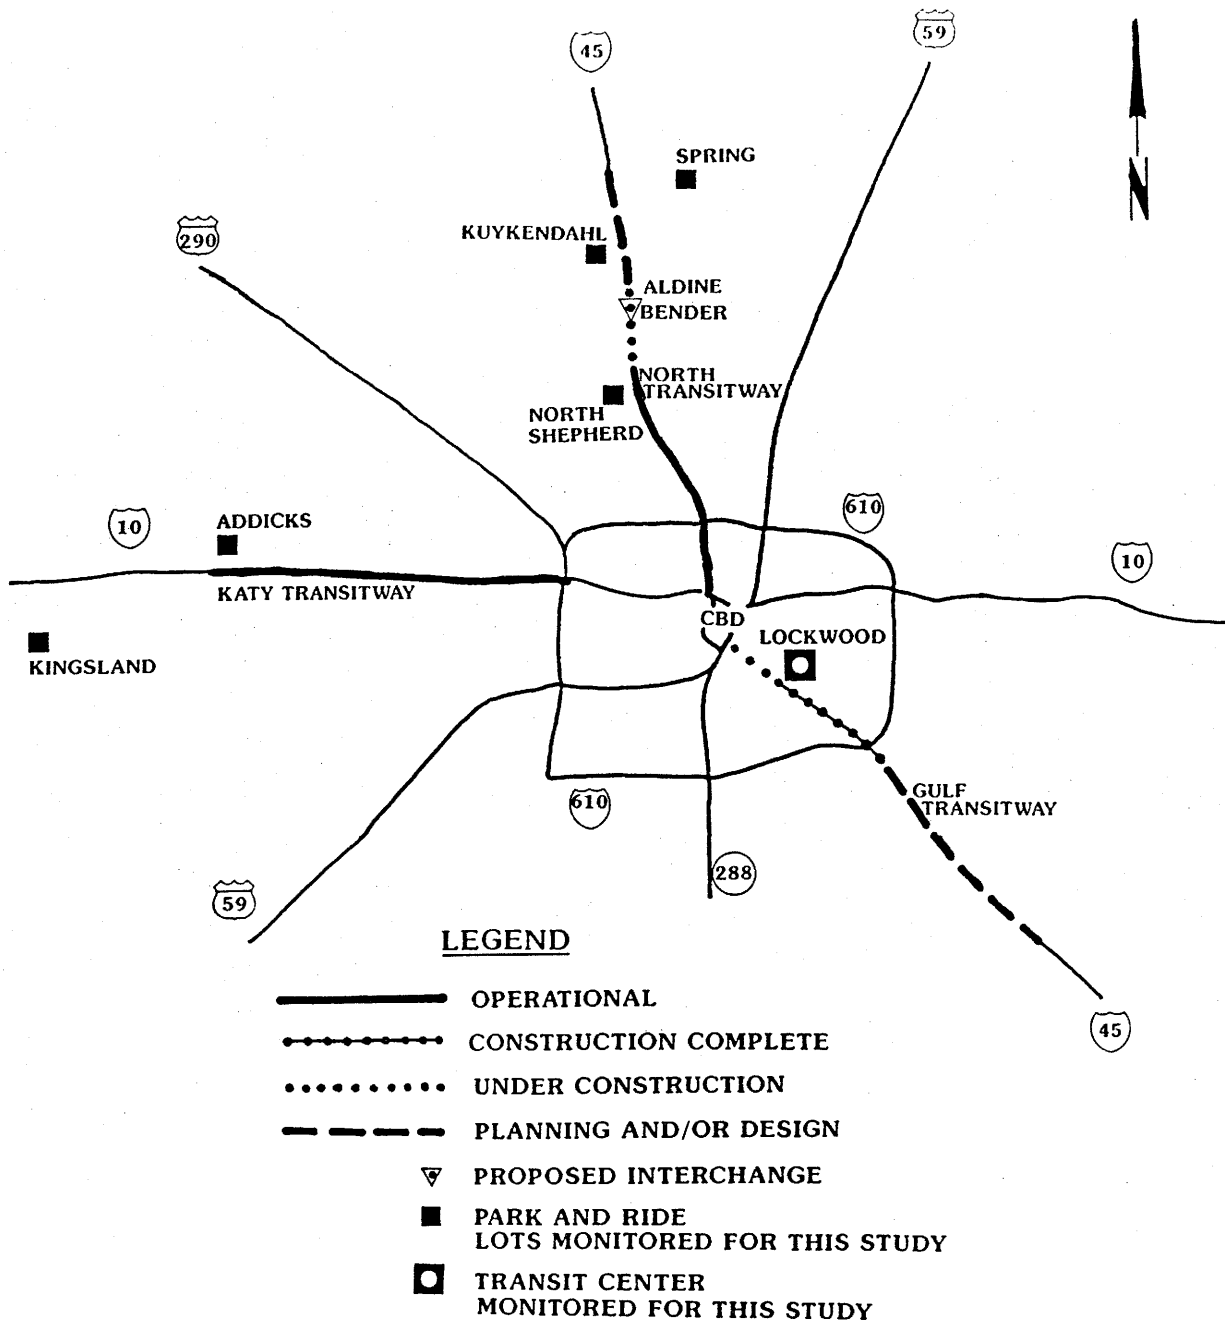 45
59
SPRING
290
KUYKENDAHL
N
ALDINE
BENDER
NORTH
TRANSITWAY
NORTH
SHEPHERD
10
ADDICKS
610
10
KATY TRANSITWAY
CBD
LOCKWOOD
KINGSLAND
GULF
TRANSITWAY
610
288
59
45
LEGEND
OPERATIONAL
CONSTRUCTION COMPLETE
UNDER CONSTRUCTION
PLANNING AND/OR DESIGN
PROPOSED INTERCHANGE
PARK AND RIDE
LOTS MONITORED FOR THIS STUDY
TRANSIT CENTER
MONITORED FOR THIS STUDY